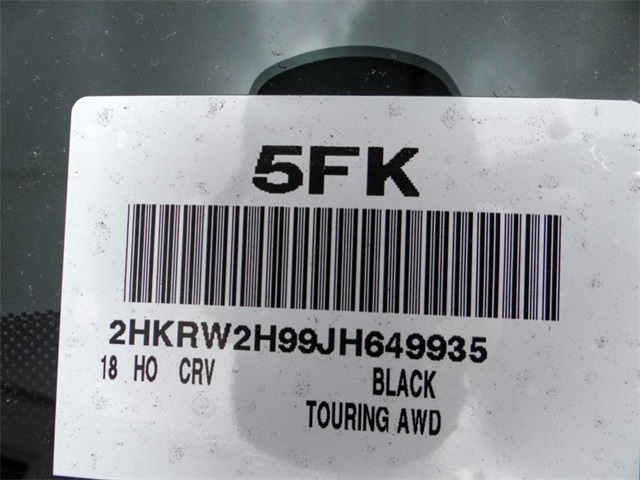 5FK
2HKRW2H99JH649935
18 HO CRV BLACK
TOURING AWD